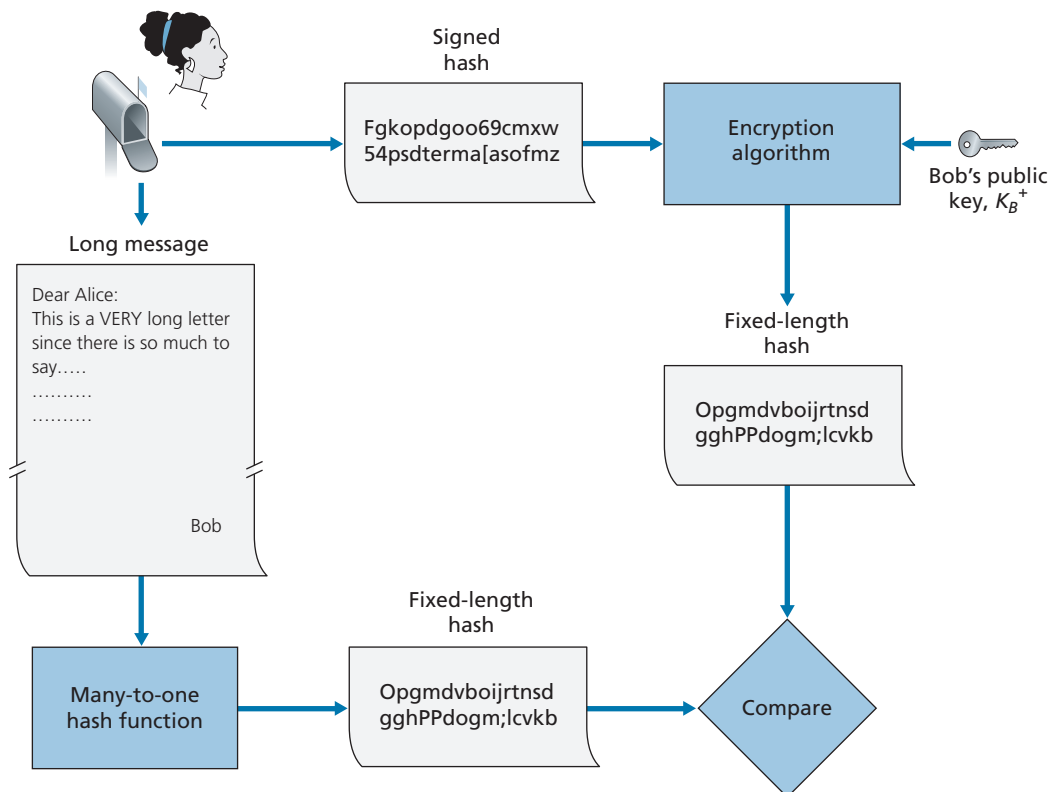 Signed
hash
Fgkopdgoo69cmxw
54psdterma[asofmz
Encryption
algorithm
Bob's public
key, K_B^+
Long message
Dear Alice:
This is a VERY long letter
since there is so much to
say.....
..........
..........
Bob
Fixed-length
hash
Opgmdvboijrtnsd
gghPPdogm;lcvkb
Many-to-one
hash function
Fixed-length
hash
Opgmdvboijrtnsd
gghPPdogm;lcvkb
Compare